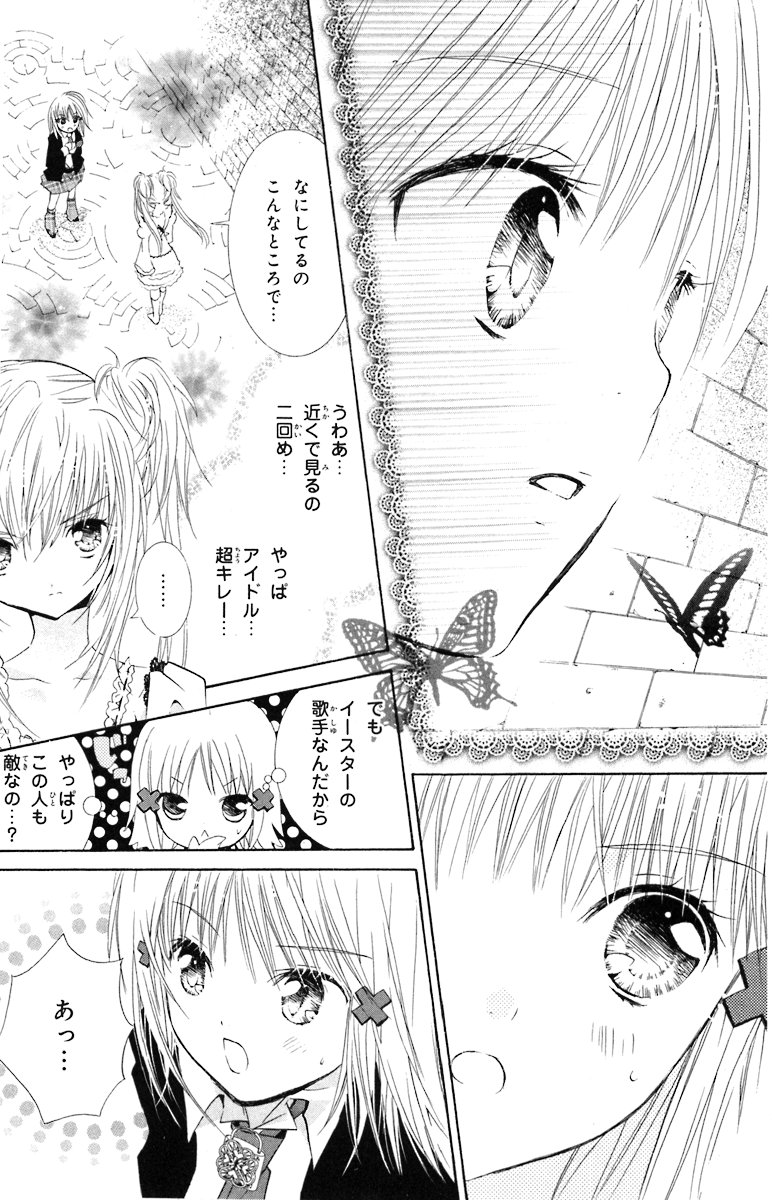 なにしてるの
こんなところで…
うわあ…
近くで見るの
二回め…
やっぱ
アイドル…
超キレー…
……
でも
イースターの
歌手なんだから
やっぱり
この人も
敵なの…?
あっ…